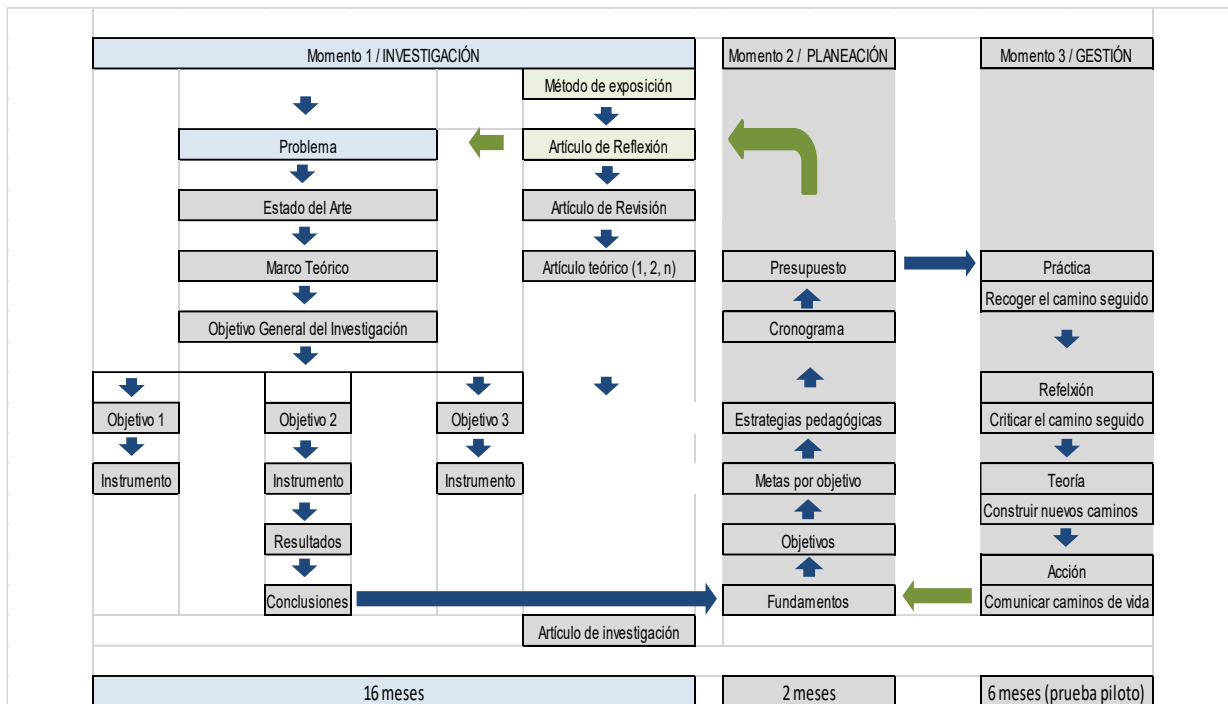 Momento 1 / INVESTIGACIÓN
Momento 2 / PLANEACIÓN
Momento 3 / GESTIÓN
Método de exposición
Problema
Artículo de Reflexión
Estado del Arte
Artículo de Revisión
Marco Teórico
Artículo teórico (1, 2, n)
Presupuesto
Práctica
Recoger el camino seguido
Objetivo General del Investigación
Cronograma
Refelxión
Objetivo 1
Objetivo 2
Objetivo 3
Estrategias pedagógicas
Criticar el camino seguido
Instrumento
Instrumento
Instrumento
Metas por objetivo
Teoría
Construir nuevos caminos
Resultados
Objetivos
Acción
Conclusiones
Fundamentos
Comunicar caminos de vida
Artículo de investigación
16 meses
2 meses
6 meses (prueba piloto)